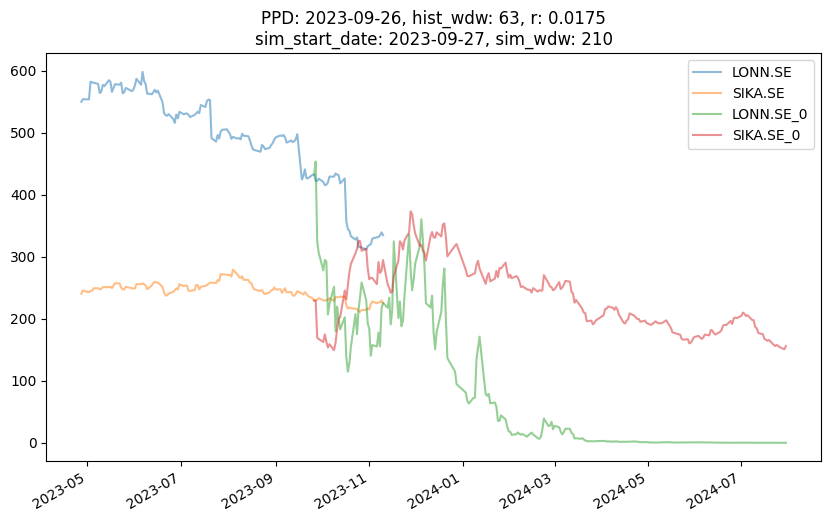 PPD: 2023-09-26, hist_wdw: 63, r: 0.0175
sim_start_date: 2023-09-27, sim_wdw: 210
LONN.SE
SIKA.SE
LONN.SE_0
SIKA.SE_0
600
500
400
300
200
100
0
2023-05
2023-07
2023-09
2023-11
2024-01
2024-03
2024-05
2024-07